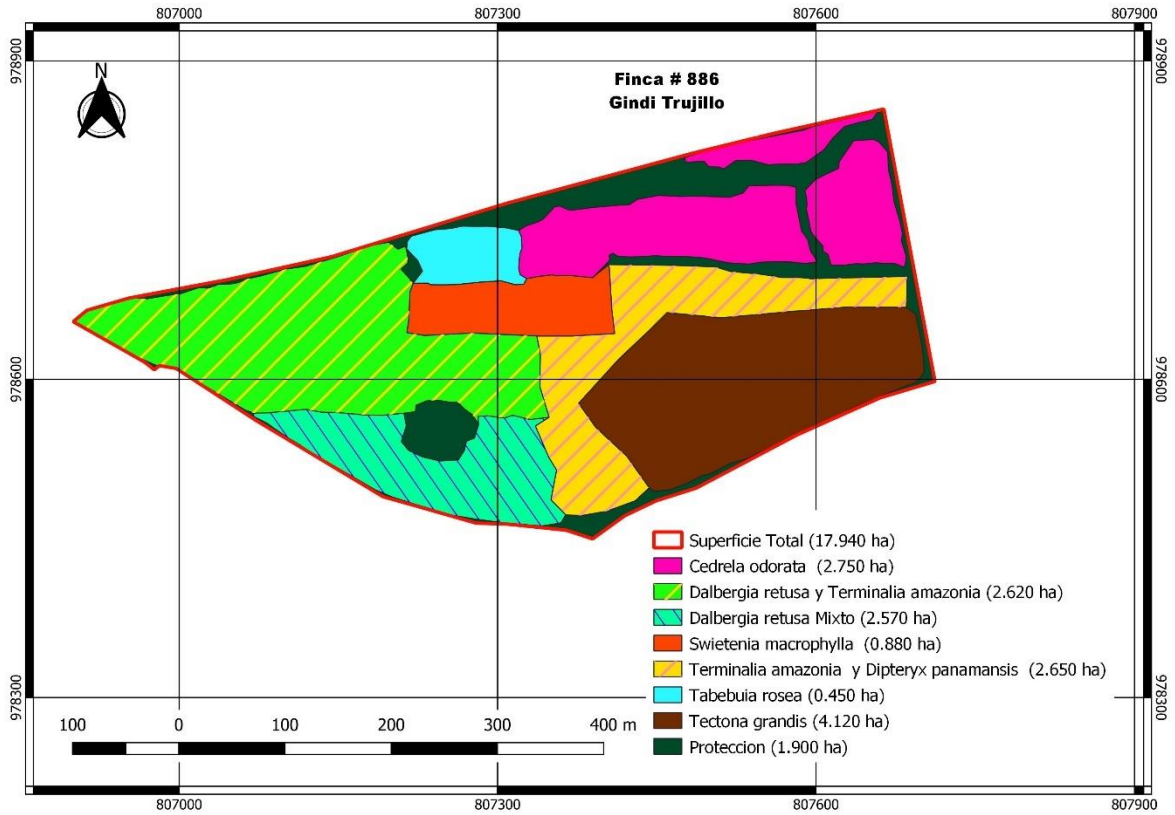 807000 807300 807600 807900
978900 978900
N
Finca # 886
Gindi Trujillo
978600 978600
Superficie Total (17.940 ha)
Cedrela odorata (2.750 ha)
Dalbergia retusa y Terminalia amazonia (2.620 ha)
Dalbergia retusa Mixto (2.570 ha)
Swietenia macrophylla (0.880 ha)
Terminalia amazonia y Dipteryx panamansis (2.650 ha)
Tabebuia rosea (0.450 ha)
Tectona grandis (4.120 ha)
Proteccion (1.900 ha)
978300 978300
100 0 100 200 300 400 m
807000 807300 807600 807900